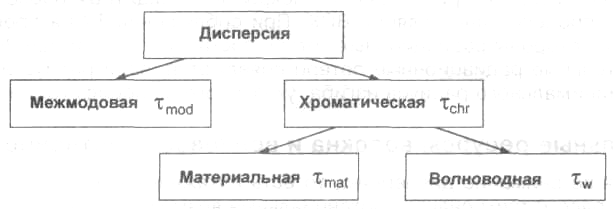 Дисперсия
Межмодовая τmod
Хроматическая τchr
Материальная τmat
Волноводная τw